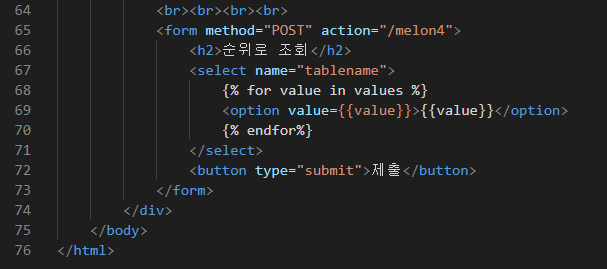 64 <br><br><br><br>
65 <form method="POST" action="/melon4">
66 <h2>순위로 조회</h2>
67 <select name="tablename">
68 {% for value in values %}
69 <option value={{value}}>{{value}}</option>
70 {% endfor%}
71 </select>
72 <button type="submit">제출</button>
73 </form>
74 </div>
75 </body>
76 </html>